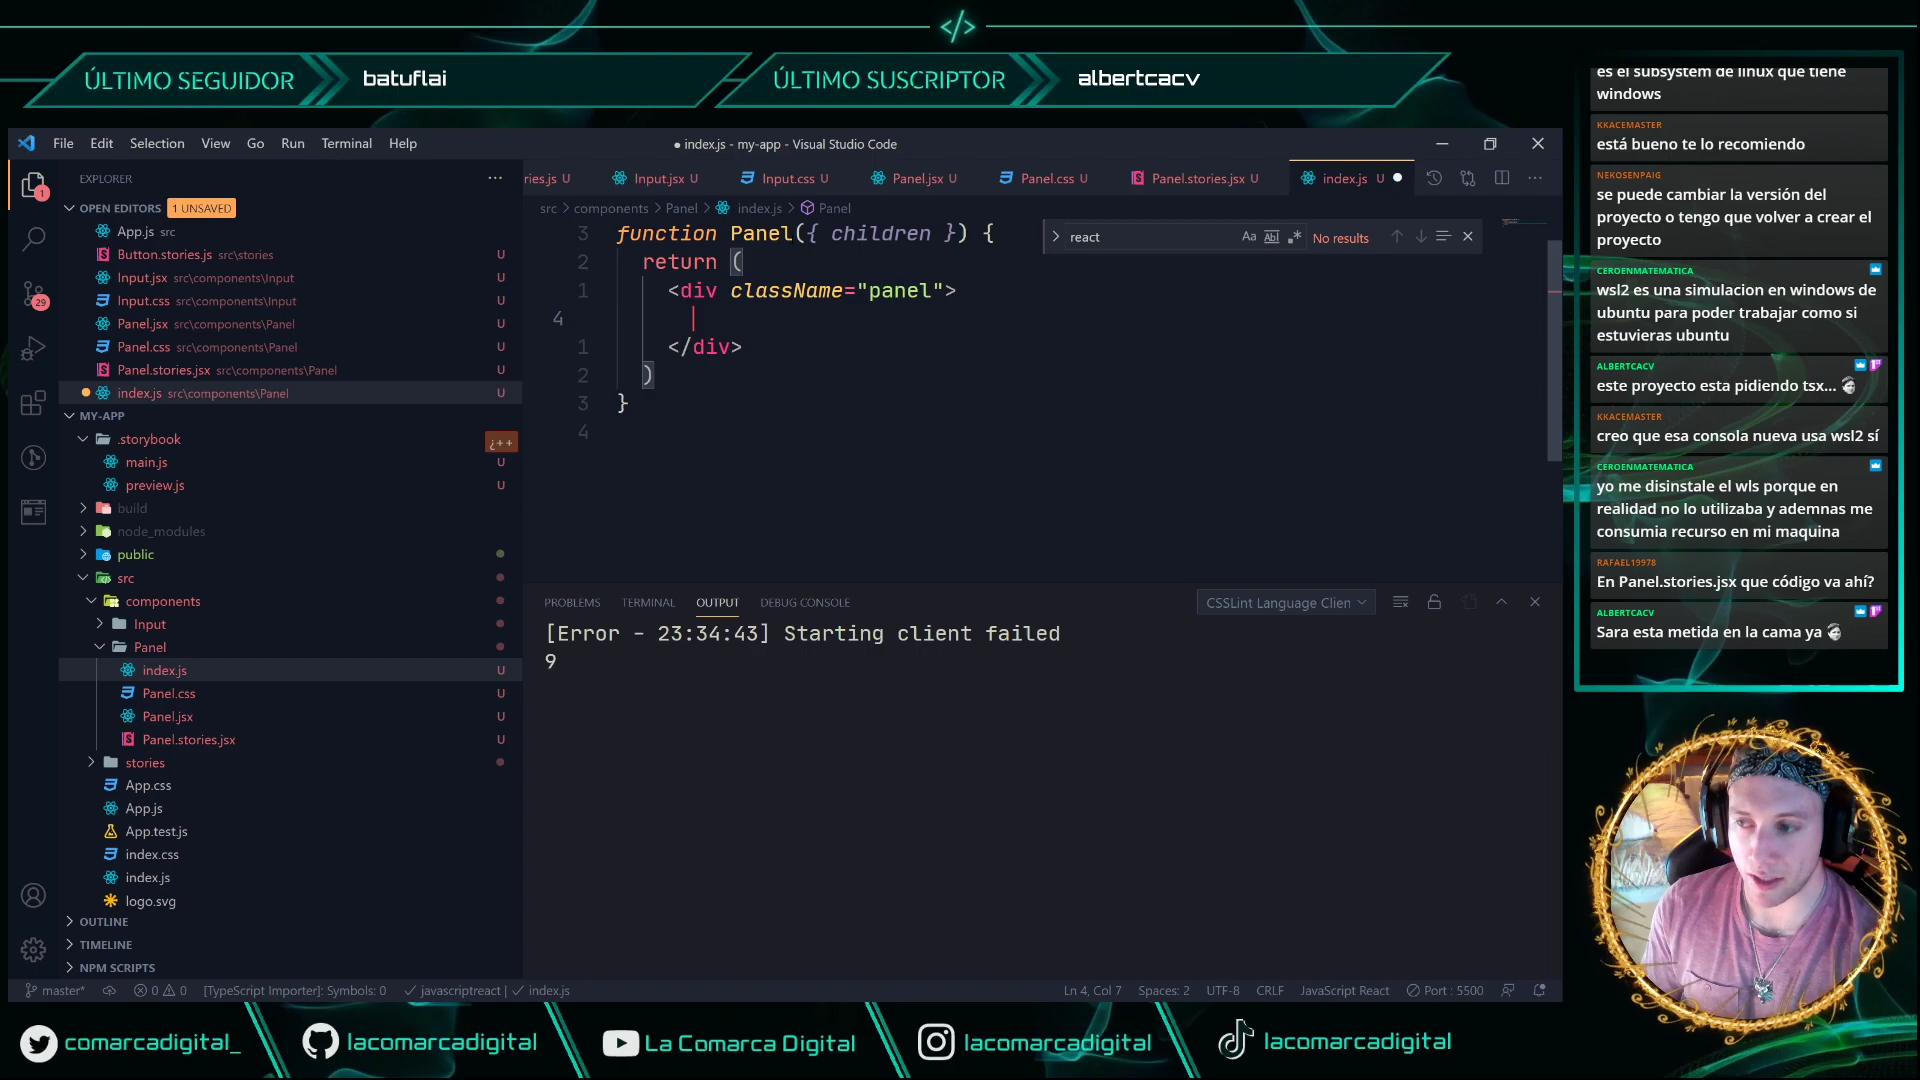 </>
ÚLTIMO SEGUIDOR
batuflai
ÚLTIMO SUSCRIPTOR
albertcacv
File Edit Selection View Go Run Terminal Help
● index.js - my-app - Visual Studio Code
EXPLORER
OPEN EDITORS 1 UNSAVED
App.js src
Button.stories.js src\stories U
Input.jsx src\components\Input U
Input.css src\components\Input U
Panel.jsx src\components\Panel U
Panel.css src\components\Panel U
Panel.stories.jsx src\components\Panel U
index.js src\components\Panel U
MY-APP
.storybook ¿++
main.js U
preview.js U
build
node_modules
public
src
components
Input
Panel
index.js U
Panel.css U
Panel.jsx U
Panel.stories.jsx U
stories
App.css
App.js
App.test.js
index.css
index.js
logo.svg
OUTLINE
TIMELINE
NPM SCRIPTS
1
29
ries.js U Input.jsx U Input.css U Panel.jsx U Panel.css U Panel.stories.jsx U index.js U
src > components > Panel > index.js > Panel
react Aa Abl .* No results
3 function Panel({ children }) {
2 return (
1 <div className="panel">
4
1 </div>
2 )
3 }
4
PROBLEMS TERMINAL OUTPUT DEBUG CONSOLE CSSLint Language Clien
[Error - 23:34:43] Starting client failed
9
master* 0 0 [TypeScript Importer]: Symbols: 0 javascriptreact | index.js Ln 4, Col 7 Spaces: 2 UTF-8 CRLF JavaScript React Port : 5500
es el subsystem de linux que tiene
windows
KKACEMASTER
está bueno te lo recomiendo
NEKOSENPAIG
se puede cambiar la versión del
proyecto o tengo que volver a crear el
proyecto
CEROENMATEMATICA
wsl2 es una simulacion en windows de
ubuntu para poder trabajar como si
estuvieras ubuntu
ALBERTCACV
este proyecto esta pidiendo tsx...
KKACEMASTER
creo que esa consola nueva usa wsl2 sí
CEROENMATEMATICA
yo me disinstale el wls porque en
realidad no lo utilizaba y ademnas me
consumia recurso en mi maquina
RAFAEL19978
En Panel.stories.jsx que código va ahí?
ALBERTCACV
Sara esta metida en la cama ya
comarcadigital_
lacomarcadigital
La Comarca Digital
lacomarcadigital
lacomarcadigital